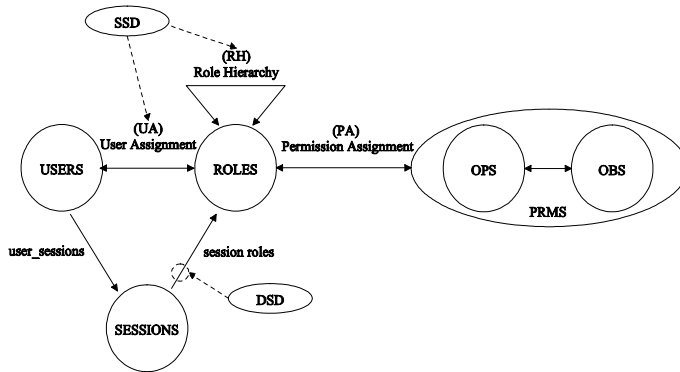 SSD
(RH)
Role Hierarchy
(UA)
User Assignment
(PA)
Permission Assignment
USERS
ROLES
OPS
OBS
PRMS
user_sessions
session roles
DSD
SESSIONS